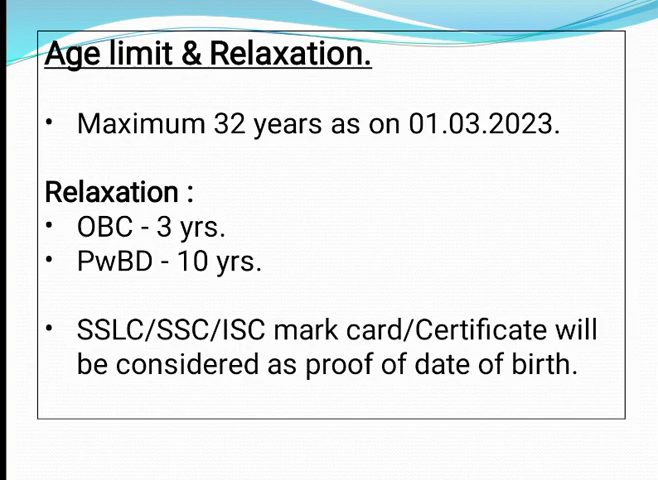 Age limit & Relaxation.
• Maximum 32 years as on 01.03.2023.
Relaxation :
• OBC - 3 yrs.
• PwBD - 10 yrs.
• SSLC/SSC/ISC mark card/Certificate will
be considered as proof of date of birth.